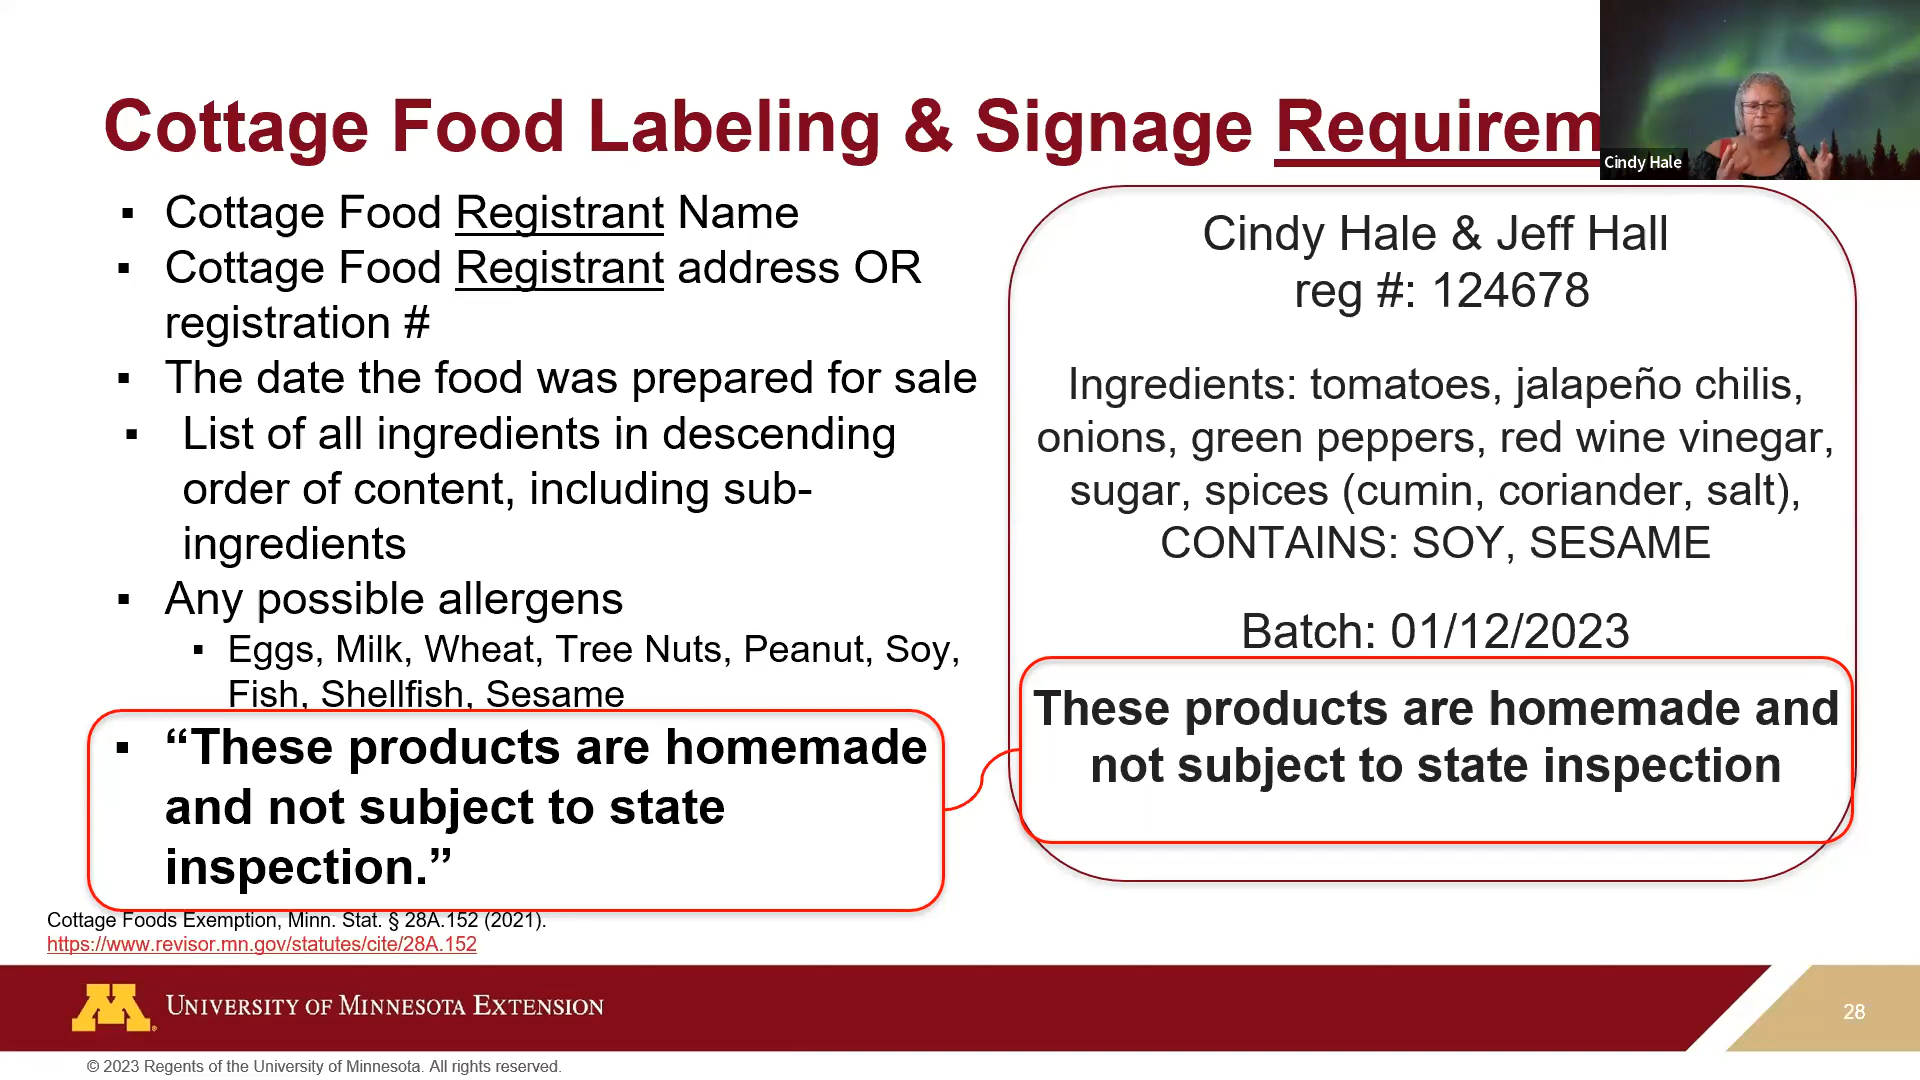 Cottage Food Labeling & Signage Requirem
Cindy Hale
▪ Cottage Food Registrant Name
▪ Cottage Food Registrant address OR
registration #
▪ The date the food was prepared for sale
▪ List of all ingredients in descending
order of content, including sub-
ingredients
▪ Any possible allergens
▪ Eggs, Milk, Wheat, Tree Nuts, Peanut, Soy,
Fish, Shellfish, Sesame
▪ “These products are homemade
and not subject to state
inspection.”
Cindy Hale & Jeff Hall
reg #: 124678
Ingredients: tomatoes, jalapeño chilis,
onions, green peppers, red wine vinegar,
sugar, spices (cumin, coriander, salt),
CONTAINS: SOY, SESAME
Batch: 01/12/2023
These products are homemade and
not subject to state inspection
Cottage Foods Exemption, Minn. Stat. § 28A.152 (2021).
https://www.revisor.mn.gov/statutes/cite/28A.152
M® UNIVERSITY OF MINNESOTA EXTENSION
28
© 2023 Regents of the University of Minnesota. All rights reserved.